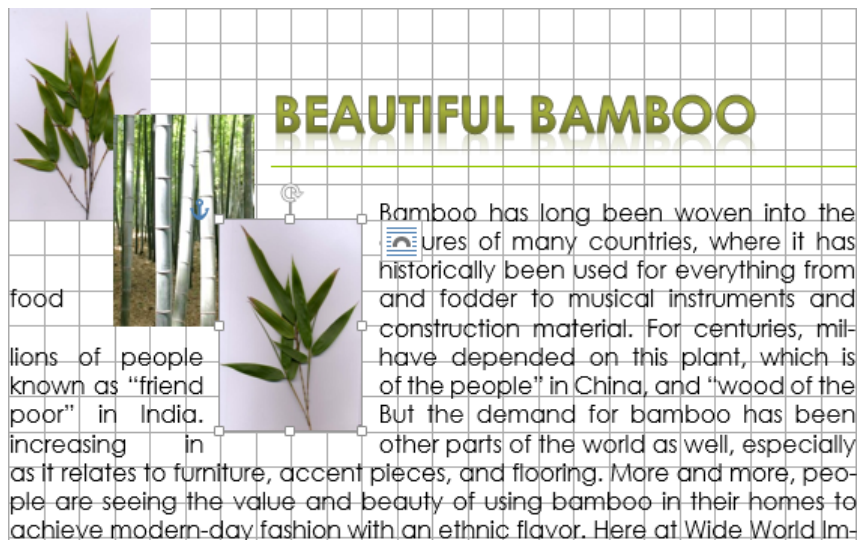 BEAUTIFUL BAMBOO
Bamboo has long been woven into the
ures of many countries, where it has
historically been used for everything from
food and fodder to musical instruments and
construction material. For centuries, mil-
lions of people have depended on this plant, which is
known as “friend of the people” in China, and “wood of the
poor” in India. But the demand for bamboo has been
increasing in other parts of the world as well, especially
as it relates to furniture, accent pieces, and flooring. More and more, peo-
ple are seeing the value and beauty of using bamboo in their homes to
achieve modern-day fashion with an ethnic flavor. Here at Wide World Im-